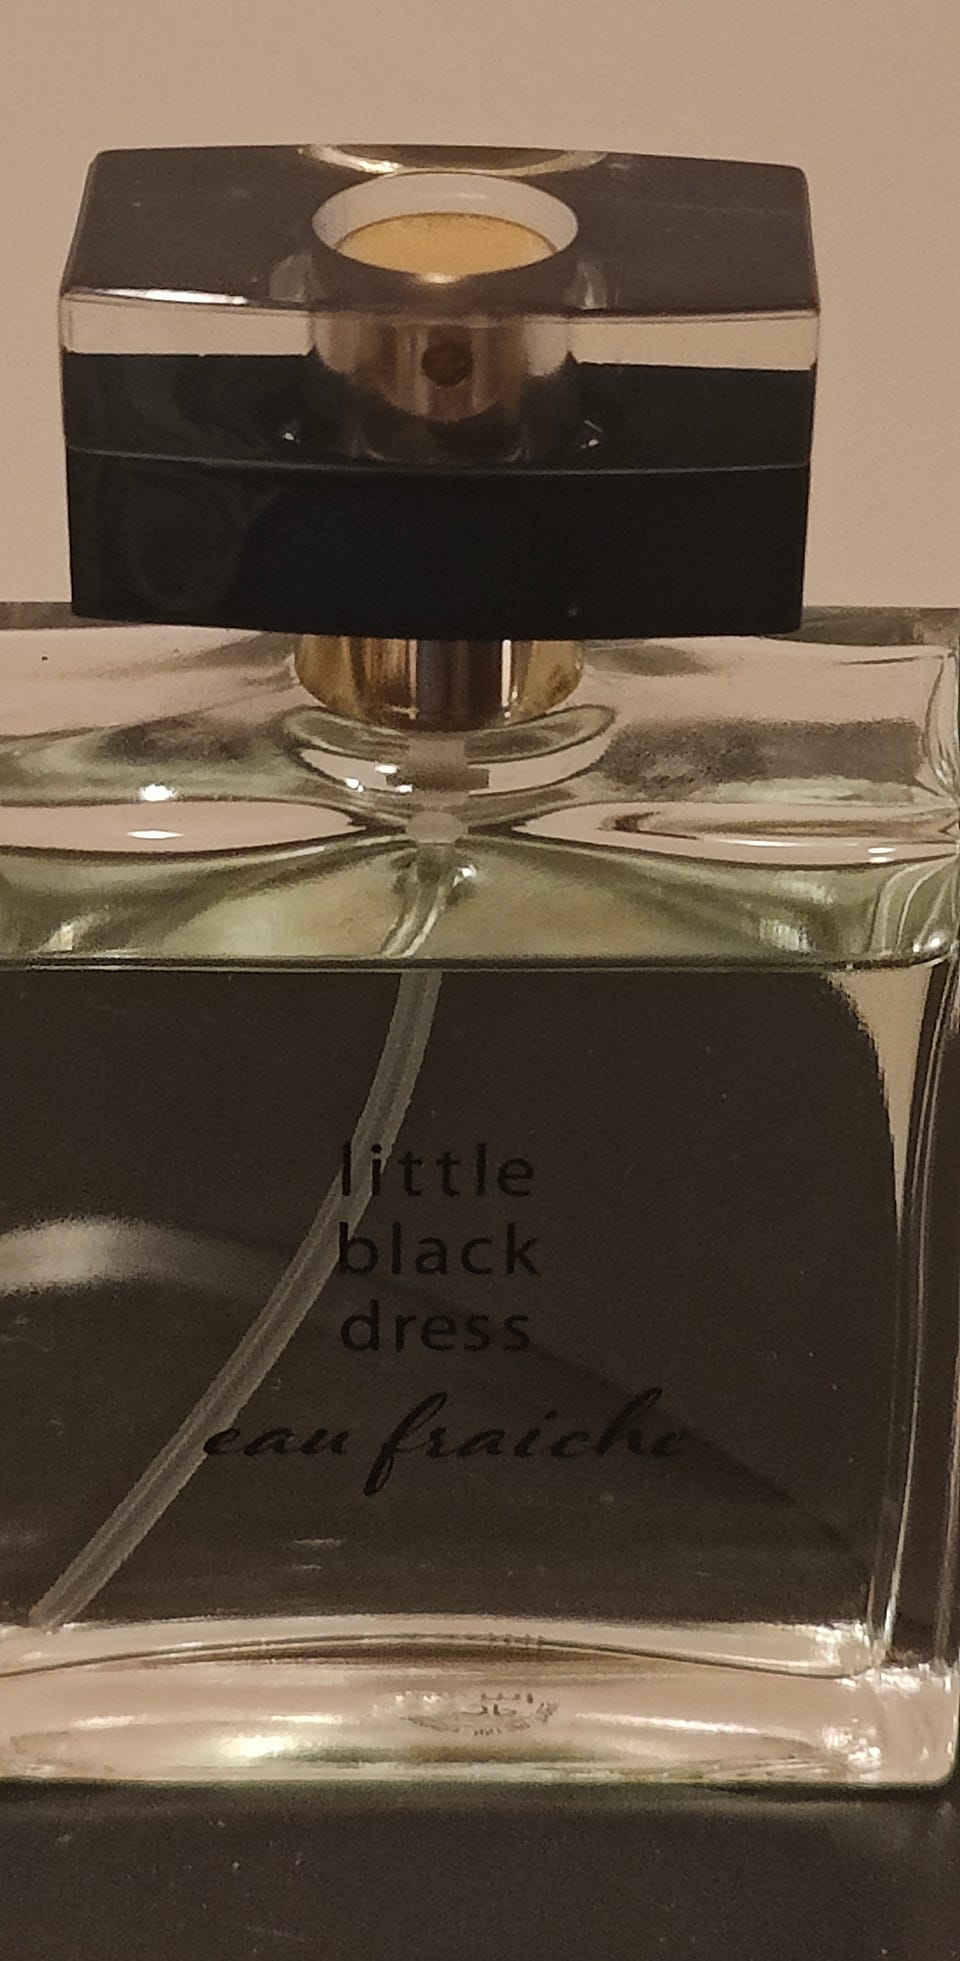 little
black
dress
eau fraiche